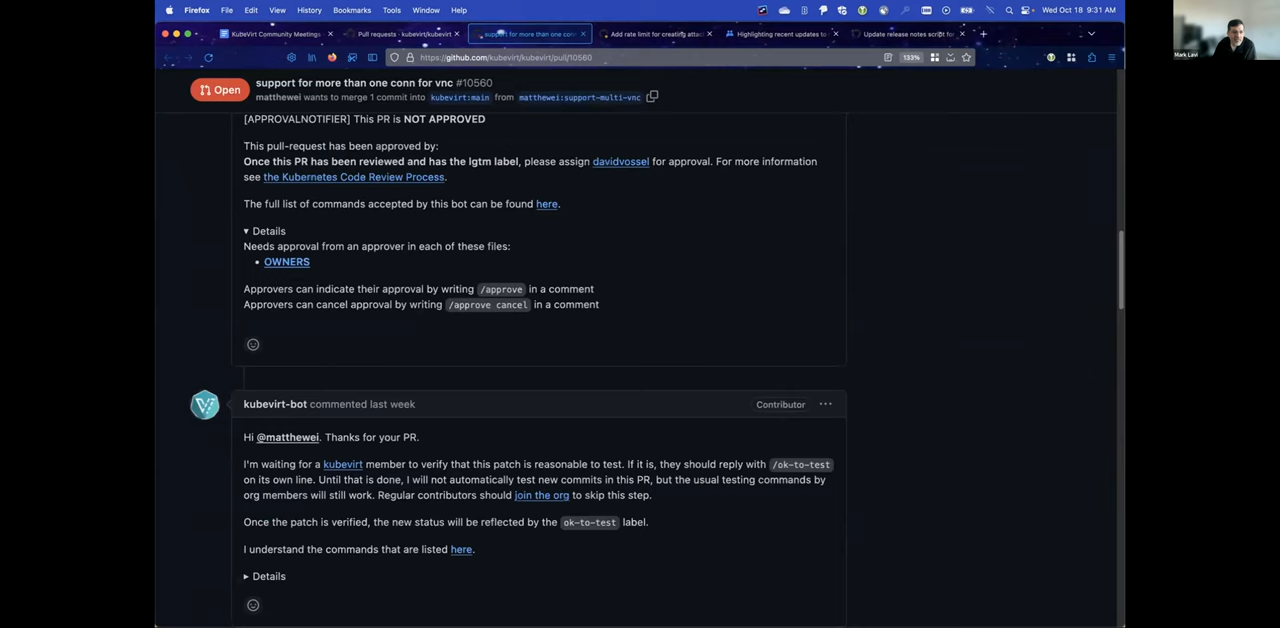 Firefox File Edit View History Bookmarks Tools Window Help Wed Oct 18 9:31 AM
KubeVirt Community Meetings Pull requests · kubevirt/kubevirt support for more than one conn Add rate limit for creating attac Highlighting recent updates to Update release notes script for
https://github.com/kubevirt/kubevirt/pull/10560 133%
Mark Lavi
Open
support for more than one conn for vnc #10560
matthewei wants to merge 1 commit into kubevirt:main from matthewei:support-multi-vnc
[APPROVALNOTIFIER] This PR is NOT APPROVED
This pull-request has been approved by:
Once this PR has been reviewed and has the lgtm label, please assign davidvossel for approval. For more information
see the Kubernetes Code Review Process.
The full list of commands accepted by this bot can be found here.
▾ Details
Needs approval from an approver in each of these files:
• OWNERS
Approvers can indicate their approval by writing /approve in a comment
Approvers can cancel approval by writing /approve cancel in a comment
kubevirt-bot commented last week Contributor ···
Hi @matthewei. Thanks for your PR.
I'm waiting for a kubevirt member to verify that this patch is reasonable to test. If it is, they should reply with /ok-to-test
on its own line. Until that is done, I will not automatically test new commits in this PR, but the usual testing commands by
org members will still work. Regular contributors should join the org to skip this step.
Once the patch is verified, the new status will be reflected by the ok-to-test label.
I understand the commands that are listed here.
▸ Details